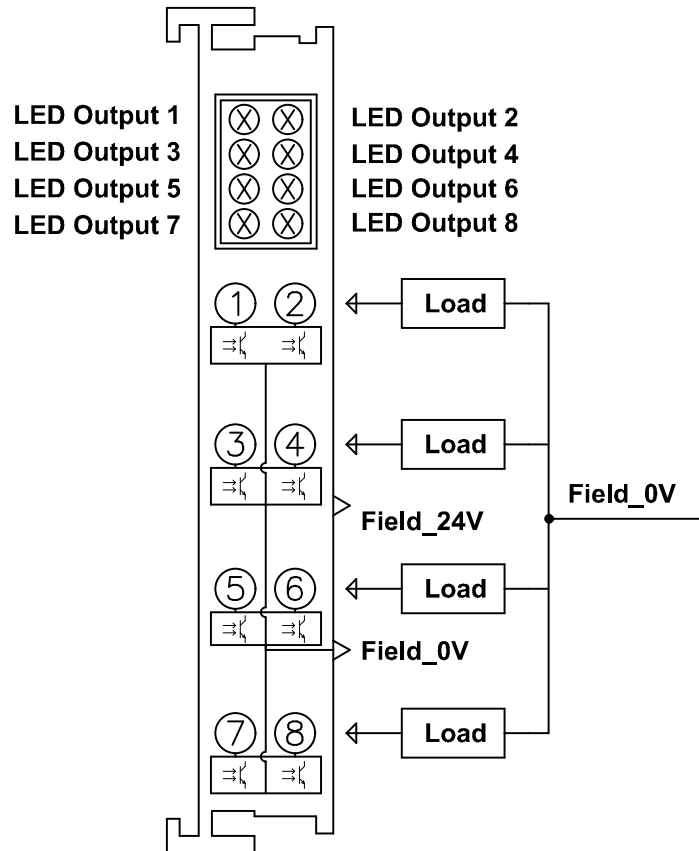 LED Output 1
LED Output 2
LED Output 3
LED Output 4
LED Output 5
LED Output 6
LED Output 7
LED Output 8
1 2 Load
3 4 Load
Field_0V
Field_24V
5 6 Load
Field_0V
7 8 Load